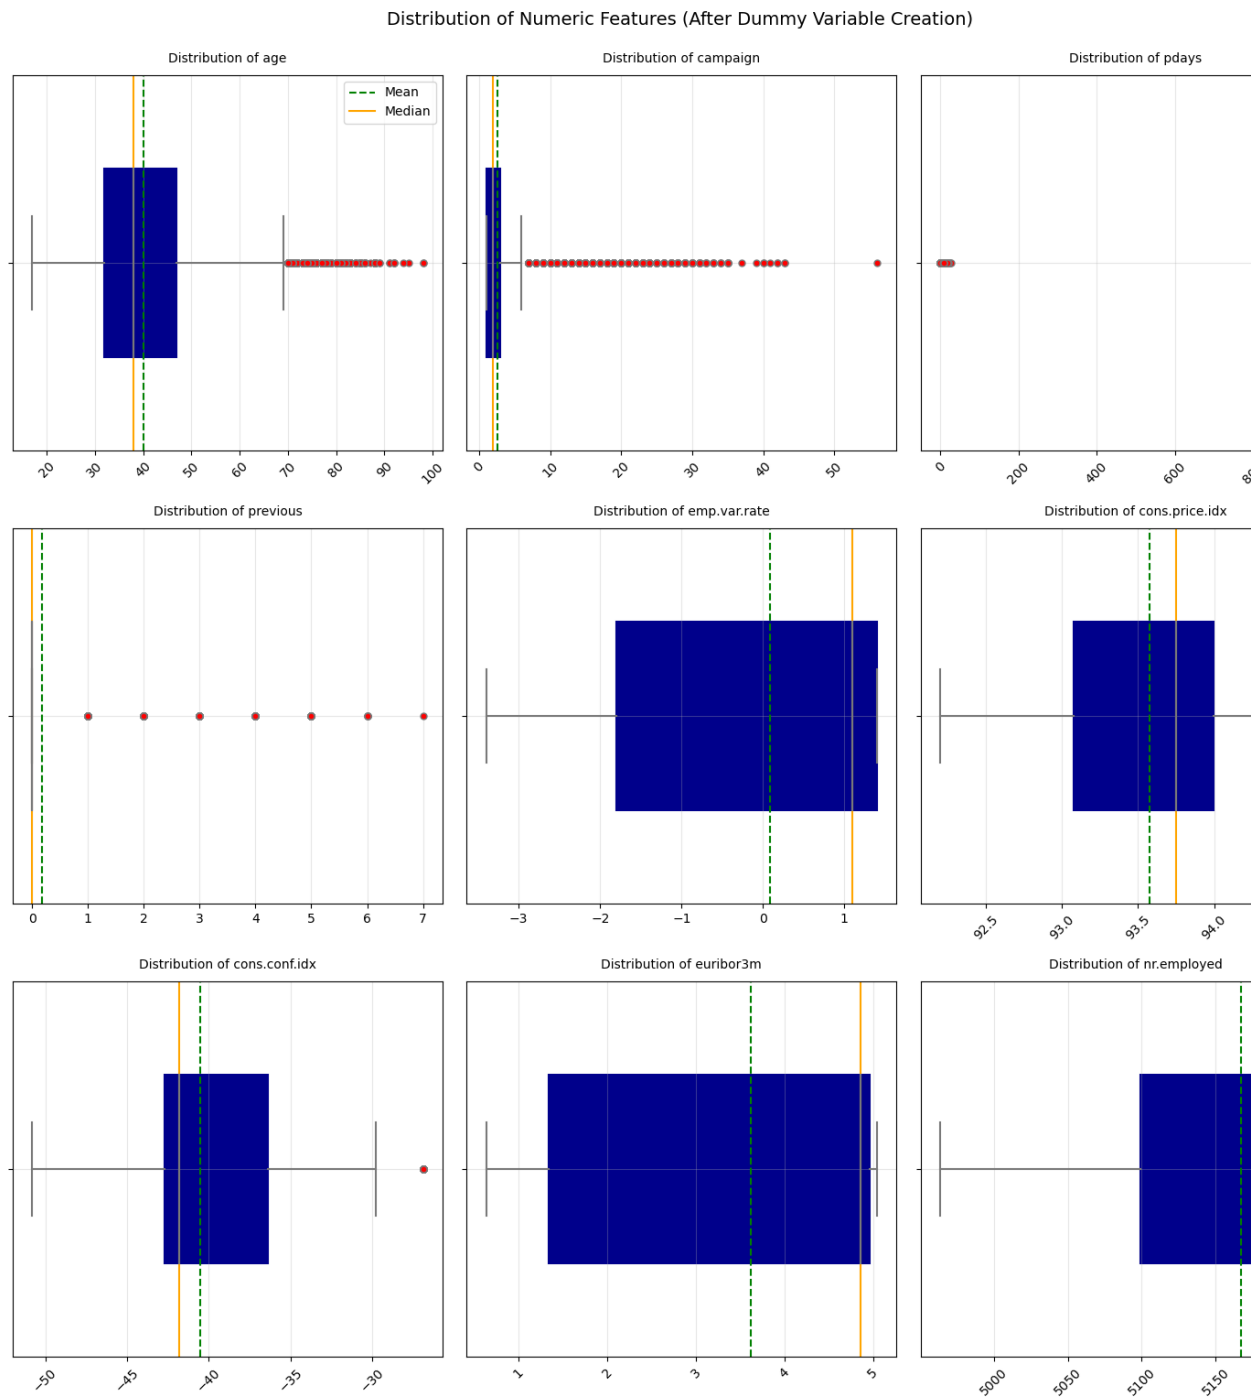 Distribution of Numeric Features (After Dummy Variable Creation)
Distribution of age
Distribution of campaign
Distribution of pdays
Mean
Median
20 30 40 50 60 70 80 90 100
0 10 20 30 40 50
0 200 400 600 80
Distribution of previous
Distribution of emp.var.rate
Distribution of cons.price.idx
0 1 2 3 4 5 6 7
−3 −2 −1 0 1
92.5 93.0 93.5 94.0
Distribution of cons.conf.idx
Distribution of euribor3m
Distribution of nr.employed
−50 −45 −40 −35 −30
1 2 3 4 5
5000 5050 5100 5150